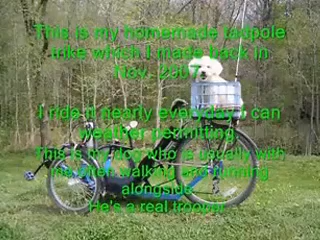 This is my homemade tadpole
trike which I made back in
Nov. 2007.
I ride it nearly everyday I can
weather permitting.
This is my dog who is usually with
me often walking and running
alongside.
He's a real trooper.